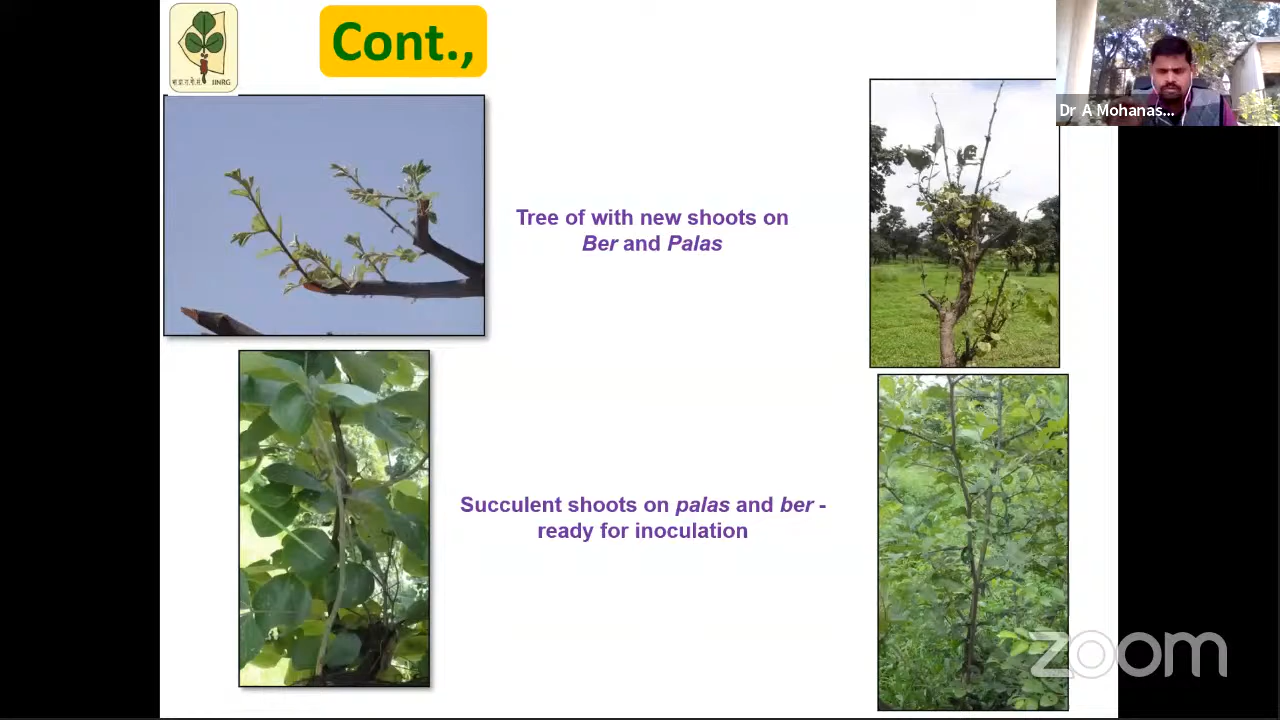 Cont.,
IINRG
Dr A Mohanas...
Tree of with new shoots on
Ber and Palas
Succulent shoots on palas and ber -
ready for inoculation
zoom